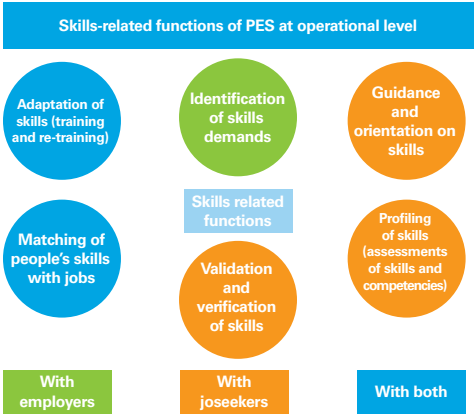 Skills-related functions of PES at operational level
Adaptation of
skills (training
and re-training)
Identification
of skills
demands
Guidance
and
orientation on
skills
Skills related
functions
Matching of
people's skills
with jobs
Validation
and
verification
of skills
Profiling
of skills
(assessments
of skills and
competencies)
With
employers
With
joseekers
With both